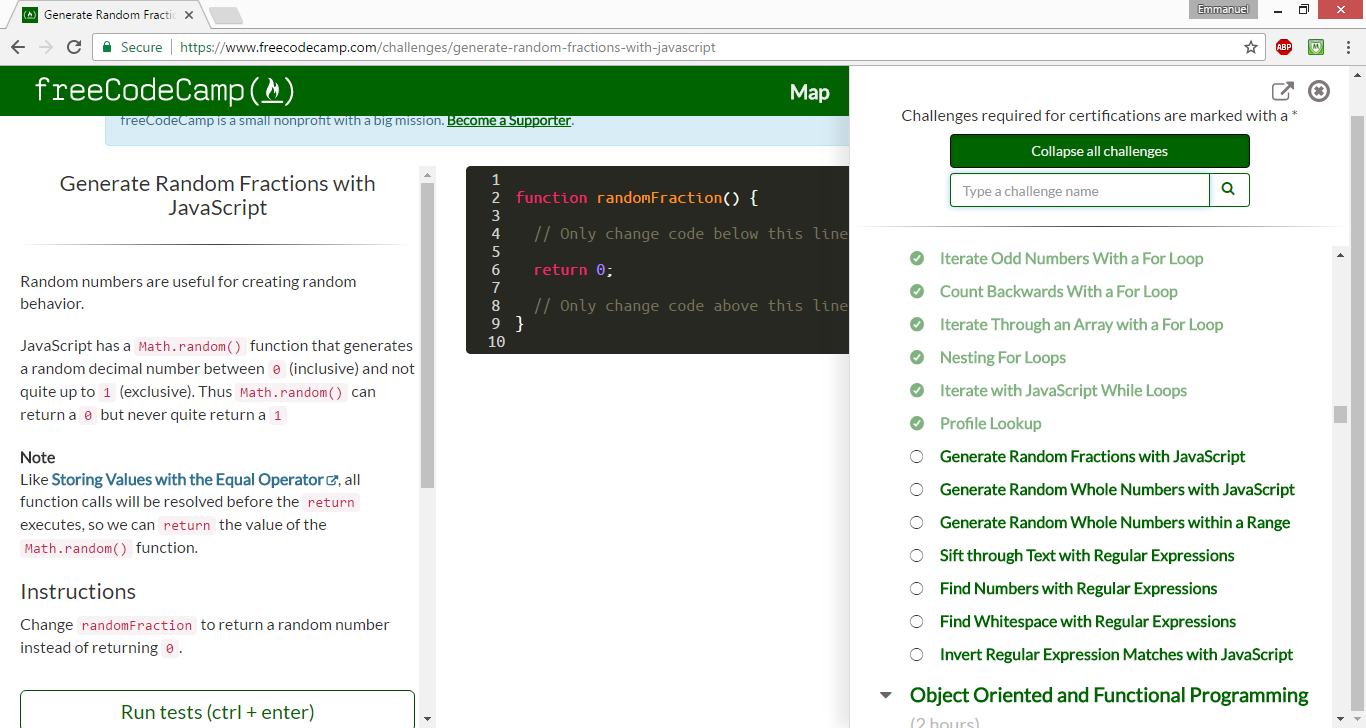 Generate Random Fracti
Emmanuel
Secure
https://www.freecodecamp.com/challenges/generate-random-fractions-with-javascript
ABP
freeCodeCamp
Map
freeCodeCamp is a small nonprofit with a big mission. Become a Supporter.
Generate Random Fractions with
JavaScript
Random numbers are useful for creating random
behavior.
JavaScript has a Math.random() function that generates
a random decimal number between 0 (inclusive) and not
quite up to 1 (exclusive). Thus Math.random() can
return a 0 but never quite return a 1
Note
Like Storing Values with the Equal Operator, all
function calls will be resolved before the return
executes, so we can return the value of the
Math.random() function.
Instructions
Change randomFraction to return a random number
instead of returning 0.
Run tests (ctrl + enter)
1
2 function randomFraction() {
3
4 // Only change code below this line
5
6 return 0;
7
8 // Only change code above this line
9 }
10
Challenges required for certifications are marked with a *
Collapse all challenges
Type a challenge name
Iterate Odd Numbers With a For Loop
Count Backwards With a For Loop
Iterate Through an Array with a For Loop
Nesting For Loops
Iterate with JavaScript While Loops
Profile Lookup
Generate Random Fractions with JavaScript
Generate Random Whole Numbers with JavaScript
Generate Random Whole Numbers within a Range
Sift through Text with Regular Expressions
Find Numbers with Regular Expressions
Find Whitespace with Regular Expressions
Invert Regular Expression Matches with JavaScript
Object Oriented and Functional Programming
(2 hours)